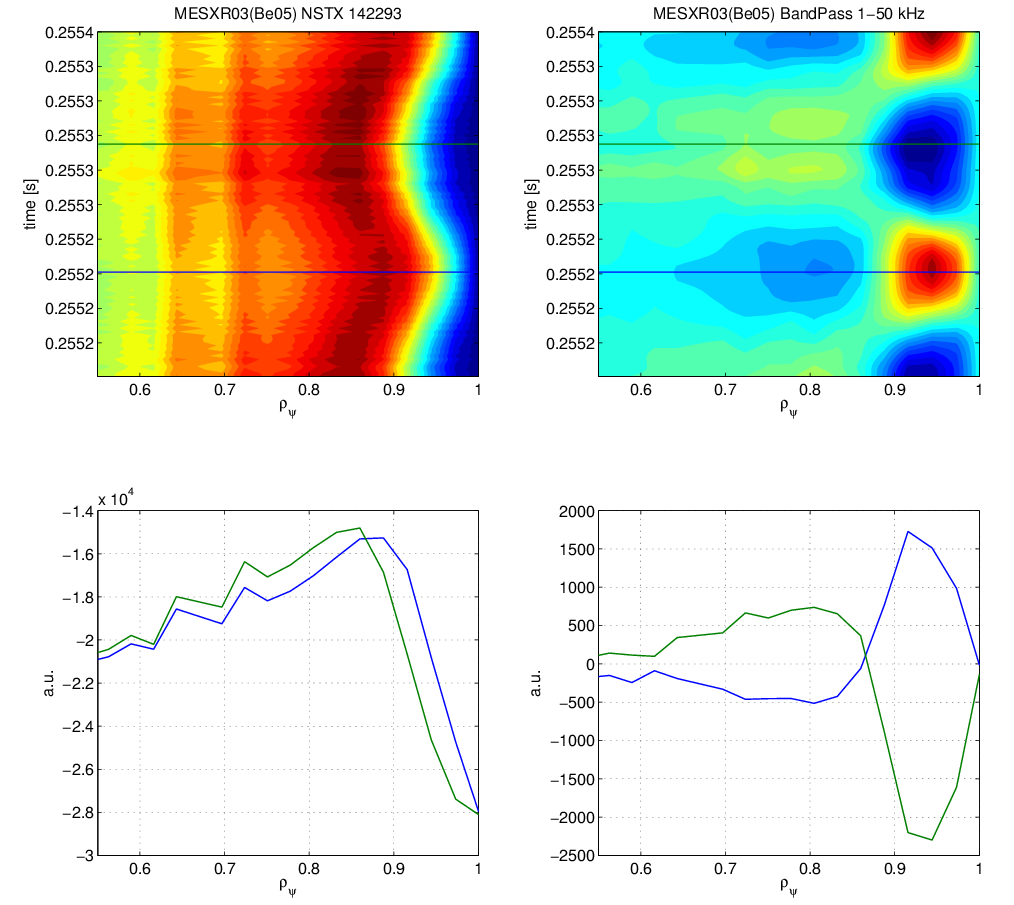 MESXR03(Be05) NSTX 142293
0.2554
0.2553
0.2553
0.2553
0.2553
0.2553
0.2552
0.2552
0.2552
0.2552
time [s]
0.6 0.7 0.8 0.9 1
ρψ
MESXR03(Be05) BandPass 1−50 kHz
0.2554
0.2553
0.2553
0.2553
0.2553
0.2553
0.2552
0.2552
0.2552
0.2552
time [s]
0.6 0.7 0.8 0.9 1
ρψ
x 10^4
−1.4
−1.6
−1.8
−2
−2.2
−2.4
−2.6
−2.8
−3
a.u.
0.6 0.7 0.8 0.9 1
ρψ
2000
1500
1000
500
0
−500
−1000
−1500
−2000
−2500
a.u.
0.6 0.7 0.8 0.9 1
ρψ